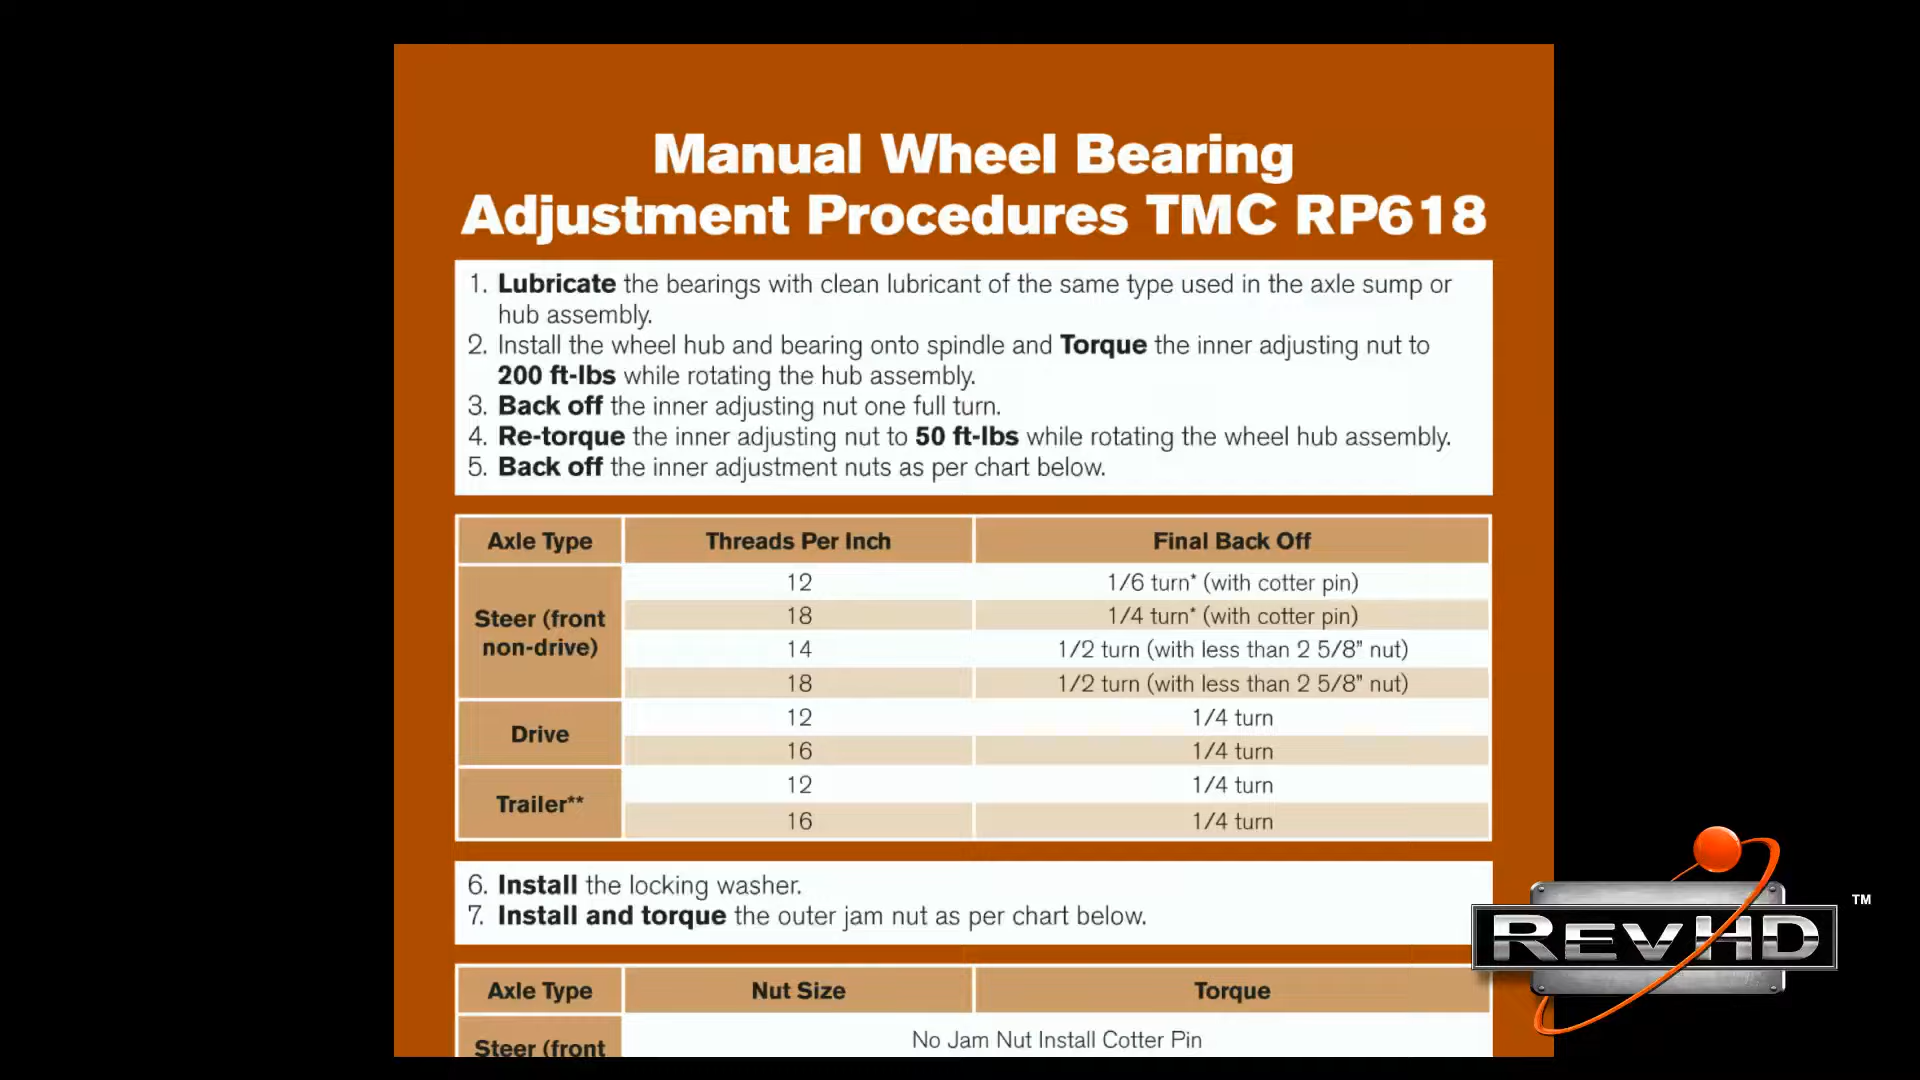 Manual Wheel Bearing
Adjustment Procedures TMC RP618
1. Lubricate the bearings with clean lubricant of the same type used in the axle sump or
hub assembly.
2. Install the wheel hub and bearing onto spindle and Torque the inner adjusting nut to
200 ft-lbs while rotating the hub assembly.
3. Back off the inner adjusting nut one full turn.
4. Re-torque the inner adjusting nut to 50 ft-lbs while rotating the wheel hub assembly.
5. Back off the inner adjustment nuts as per chart below.
Axle Type Threads Per Inch Final Back Off
Steer (front
non-drive)
12 1/6 turn* (with cotter pin)
18 1/4 turn* (with cotter pin)
14 1/2 turn (with less than 2 5/8" nut)
18 1/2 turn (with less than 2 5/8" nut)
Drive
12 1/4 turn
16 1/4 turn
Trailer**
12 1/4 turn
16 1/4 turn
6. Install the locking washer.
7. Install and torque the outer jam nut as per chart below.
Axle Type Nut Size Torque
Steer (front
No Jam Nut Install Cotter Pin
REVHD
TM